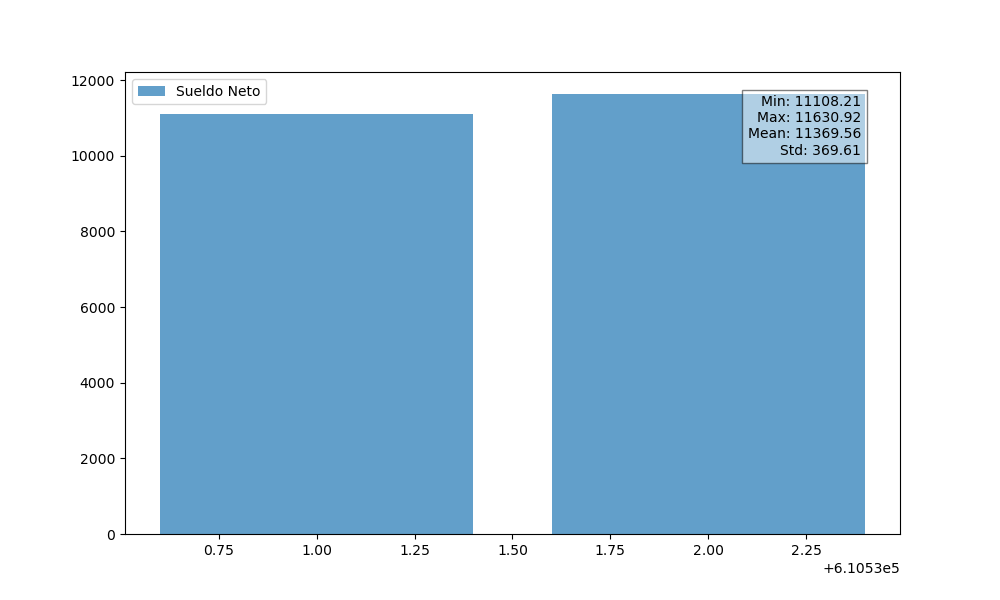 12000
10000
8000
6000
4000
2000
0
Sueldo Neto
Min: 11108.21
Max: 11630.92
Mean: 11369.56
Std: 369.61
0.75 1.00 1.25 1.50 1.75 2.00 2.25
+6.1053e5